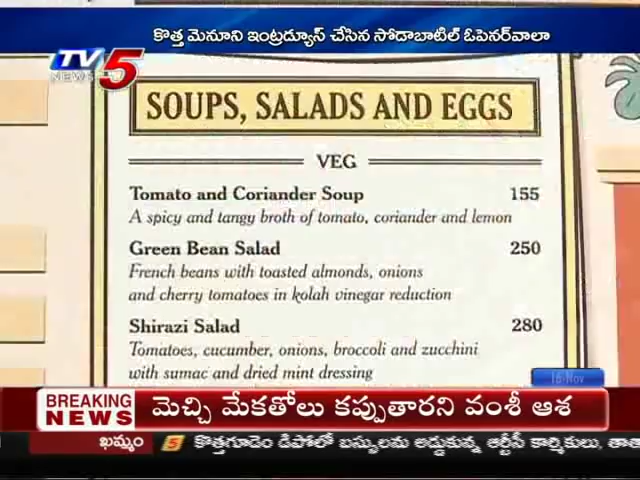 కొత్త మెనూని ఇంట్రడ్యూస్ చేసిన సోడాబాటిల్ ఓపెనర్‌వాలా
TV5
NEWS
SOUPS, SALADS AND EGGS
VEG
Tomato and Coriander Soup 155
A spicy and tangy broth of tomato, coriander and lemon
Green Bean Salad 250
French beans with toasted almonds, onions
and cherry tomatoes in kolah vinegar reduction
Shirazi Salad 280
Tomatoes, cucumber, onions, broccoli and zucchini
with sumac and dried mint dressing
16-Nov
BREAKING
NEWS
మెచ్చి మేకతోలు కప్పుతారని వంశీ ఆశ
ఖమ్మం 5 కొత్తగూడెం డిపోలో బస్సులను అడ్డుకున్న ఆర్టీసీ కార్మికులు, తాతా